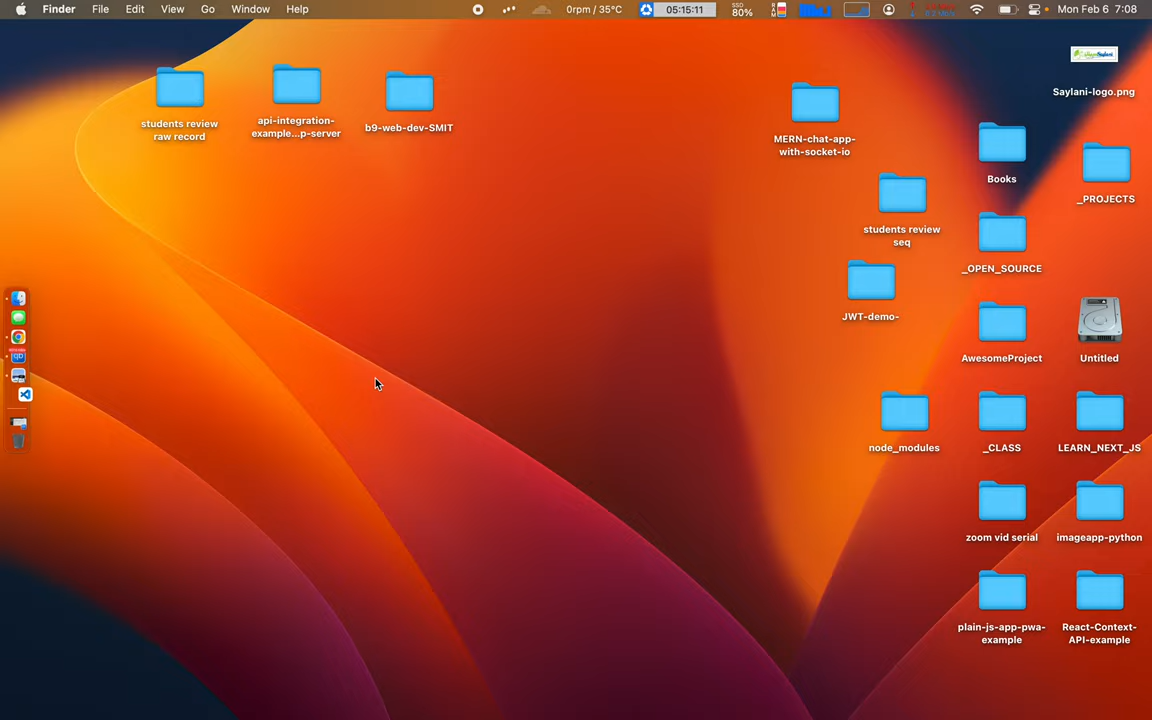 Finder File Edit View Go Window Help 0rpm / 35°C 05:15:11 SSD 80% Mon Feb 6 7:08
Saylani-logo.png
students review
raw record
api-integration-
example...p-server
b9-web-dev-SMIT
MERN-chat-app-
with-socket-io
Books
_PROJECTS
students review
seq
_OPEN_SOURCE
JWT-demo-
AwesomeProject
Untitled
node_modules
_CLASS
LEARN_NEXT_JS
zoom vid serial
imageapp-python
plain-js-app-pwa-
example
React-Context-
API-example